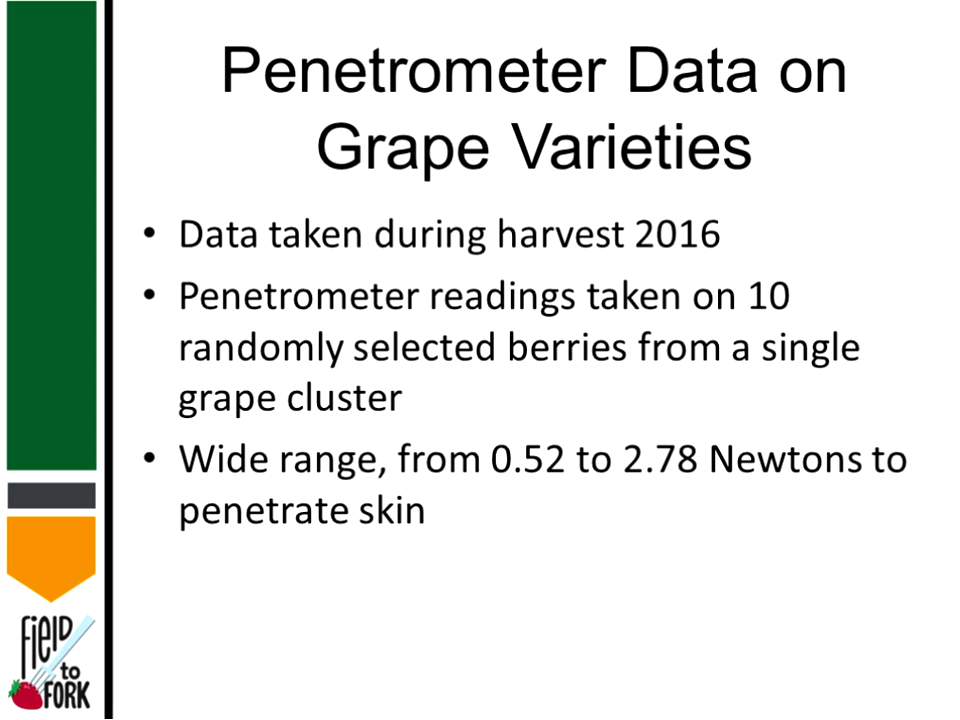 Penetrometer Data on
Grape Varieties
• Data taken during harvest 2016
• Penetrometer readings taken on 10
randomly selected berries from a single
grape cluster
• Wide range, from 0.52 to 2.78 Newtons to
penetrate skin
FiElD
to
FORK